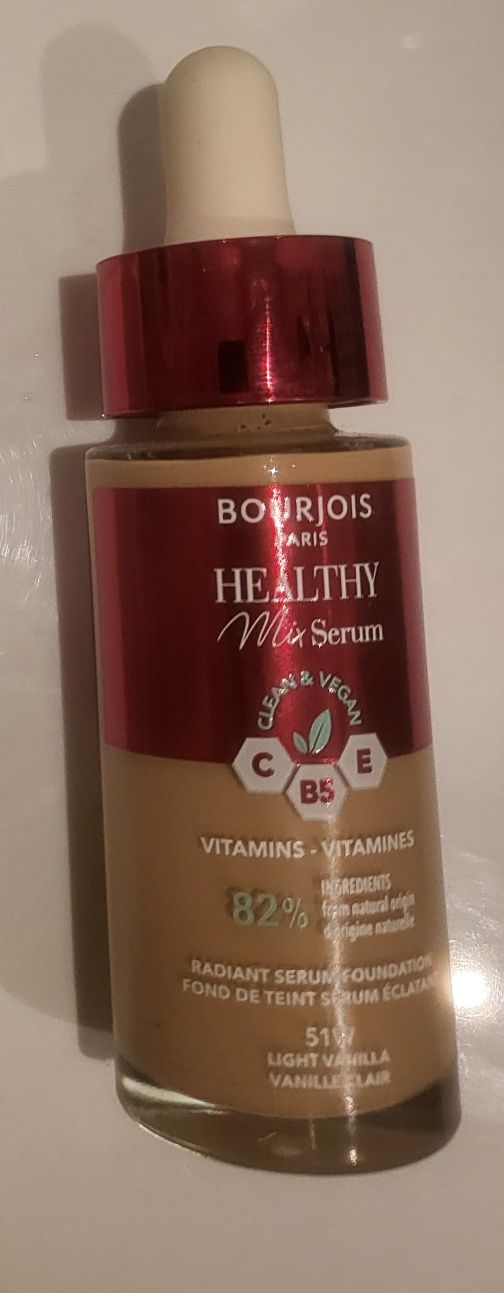 BOURJOIS
PARIS
HEALTHY
Mix Serum
CLEAN & VEGAN
C
B5
E
VITAMINS - VITAMINES
82%
INGREDIENTS
from natural origin
d'origine naturelle
RADIANT SERUM FOUNDATION
FOND DE TEINT SÉRUM ÉCLATANT
51W
LIGHT VANILLA
VANILLE CLAIR